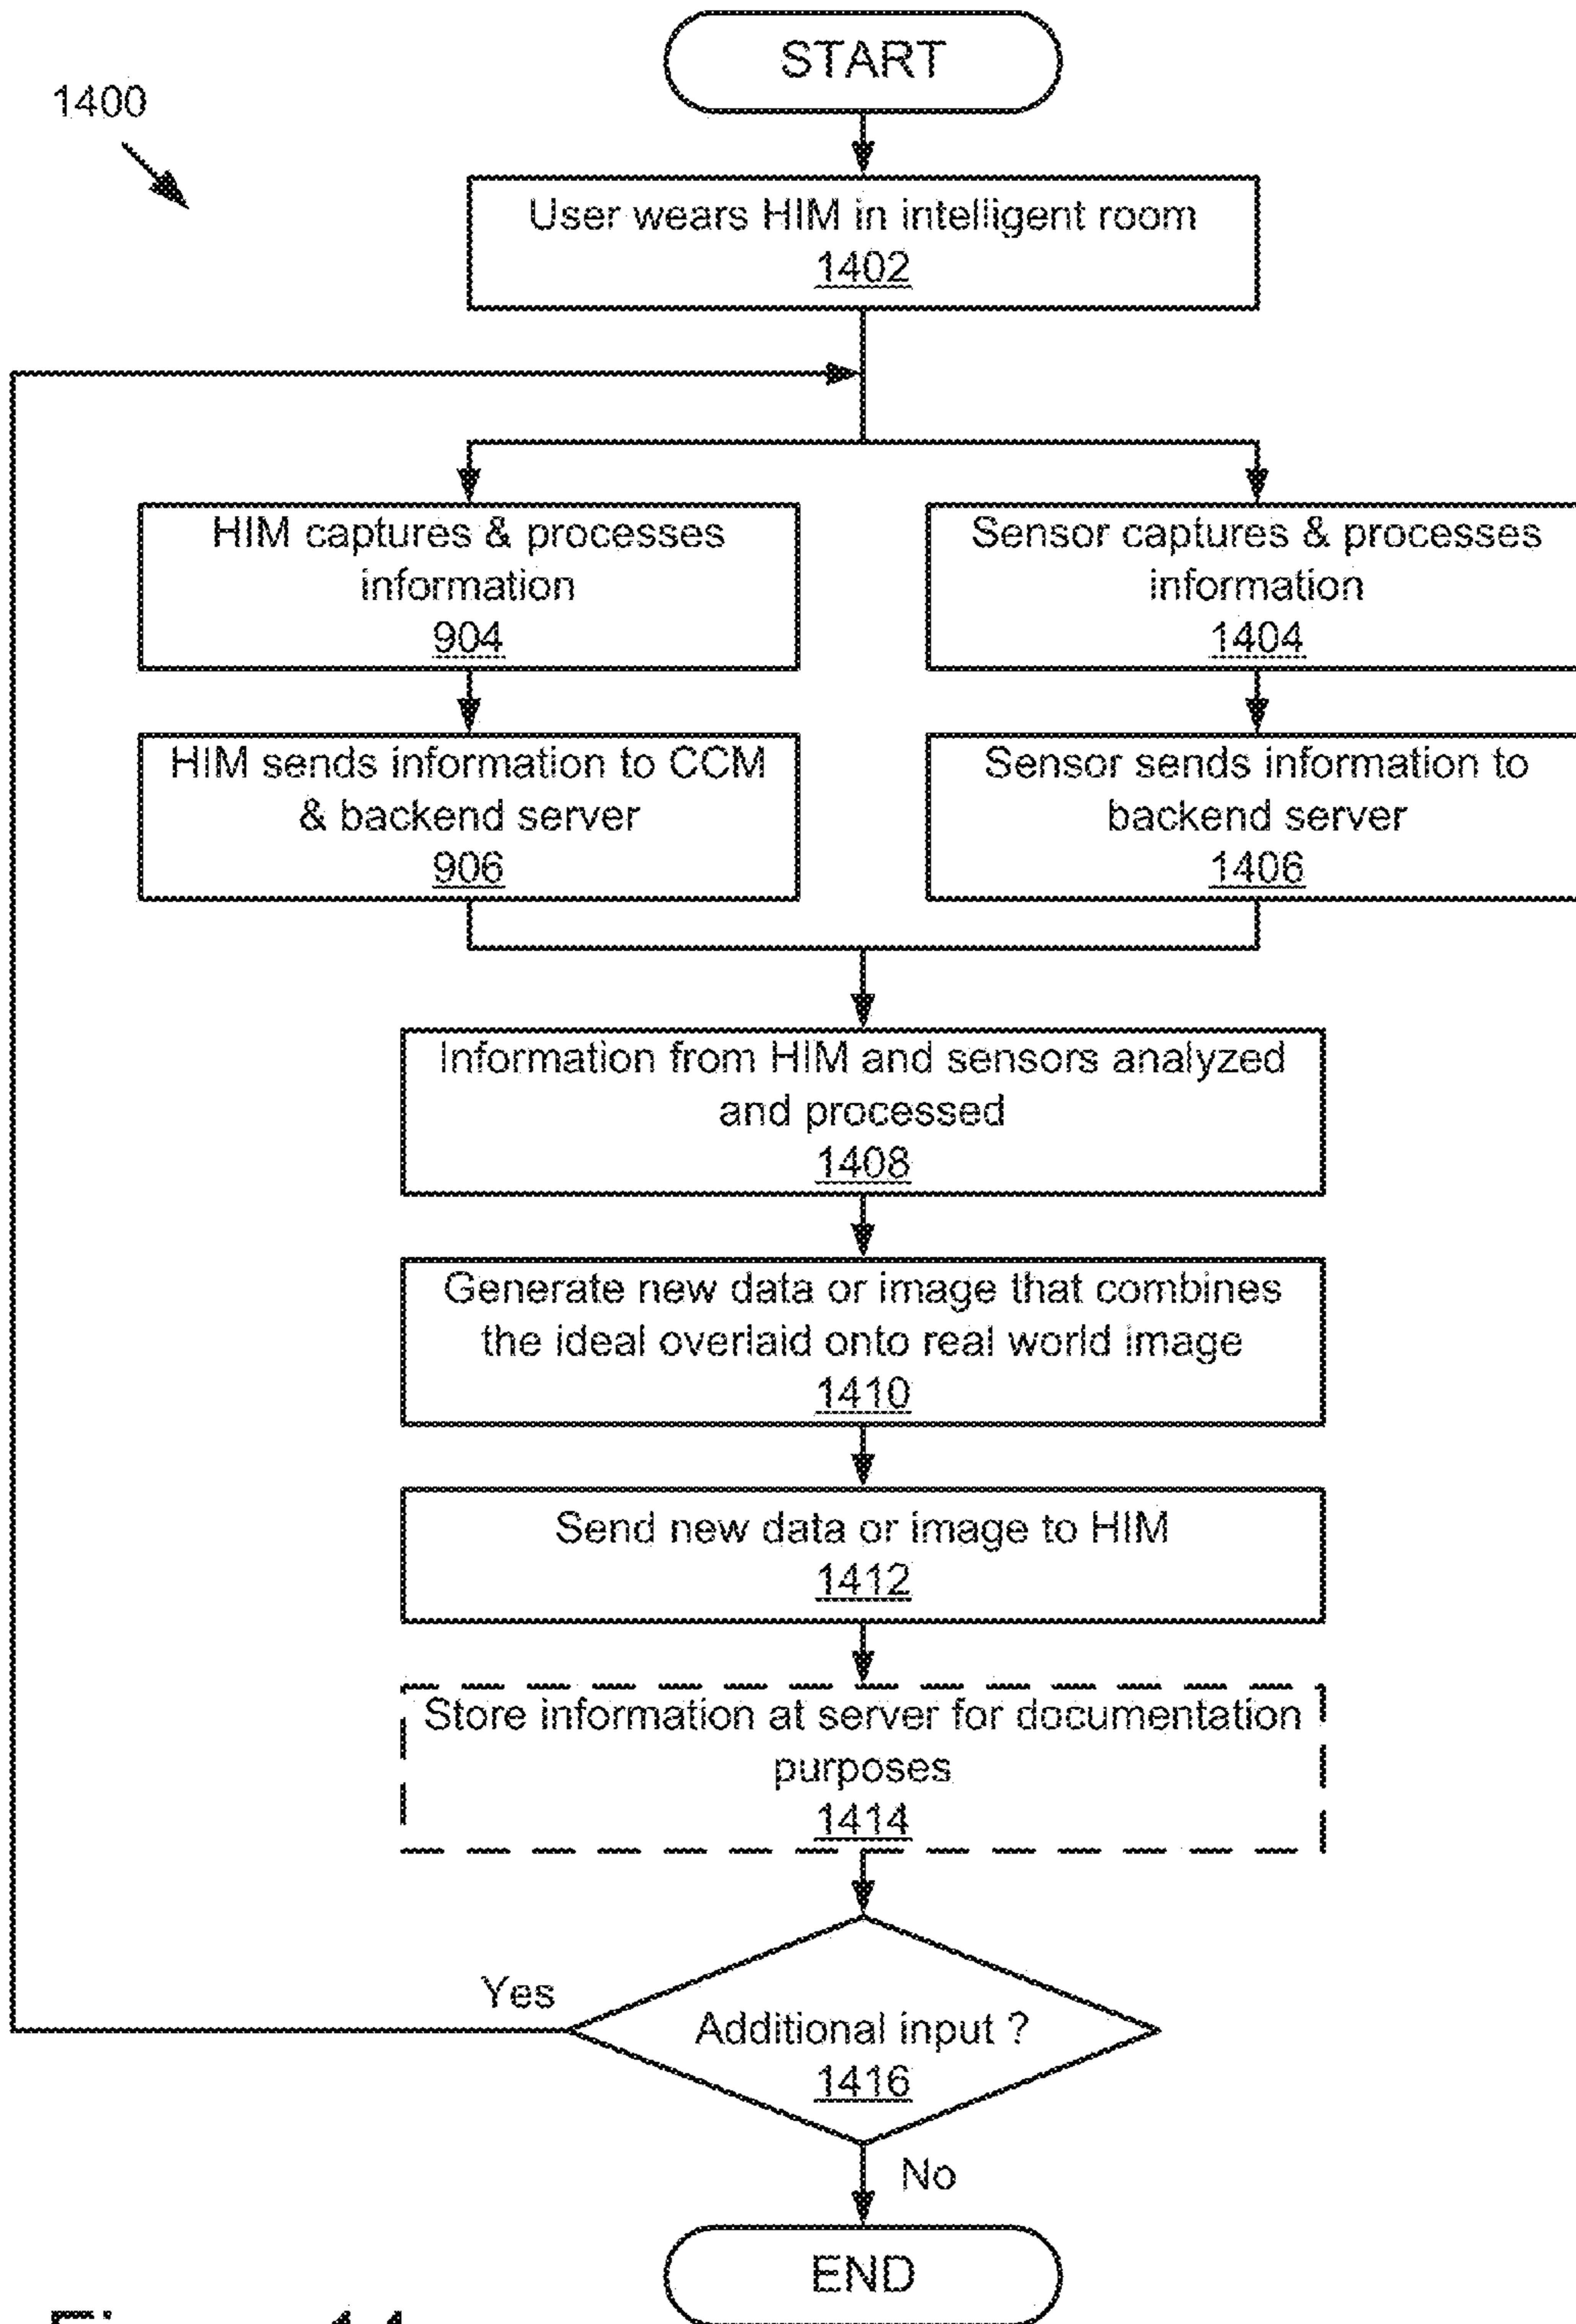 START
1400
User wears HIM in intelligent room
1402
HIM captures & processes
information
904
Sensor captures & processes
information
1404
HIM sends information to CCM
& backend server
906
Sensor sends information to
backend server
1406
Information from HIM and sensors analyzed
and processed
1408
Generate new data or image that combines
the ideal overlaid onto real world image
1410
Send new data or image to HIM
1412
Store information at server for documentation
purposes
1414
Yes
Additional input ?
1416
No
END